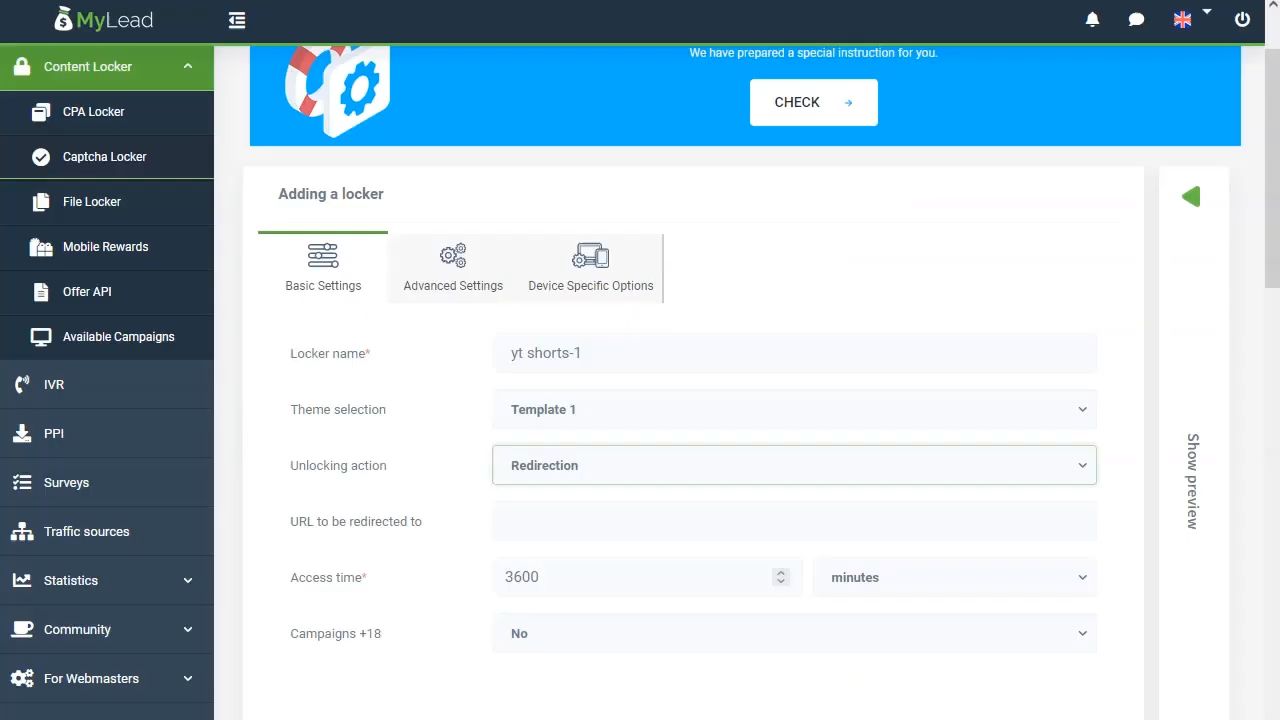 MyLead
We have prepared a special instruction for you.
CHECK
Content Locker
CPA Locker
Captcha Locker
File Locker
Mobile Rewards
Offer API
Available Campaigns
IVR
PPI
Surveys
Traffic sources
Statistics
Community
For Webmasters
Adding a locker
Basic Settings
Advanced Settings
Device Specific Options
Locker name*
yt shorts-1
Theme selection
Template 1
Unlocking action
Redirection
URL to be redirected to
Access time*
3600
minutes
Campaigns +18
No
Show preview